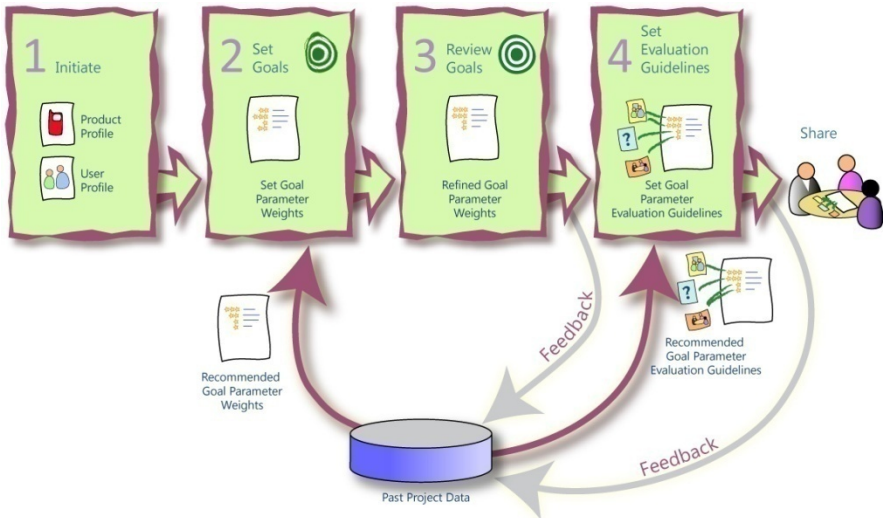 1 Initiate
Product
Profile
User
Profile
2 Set
Goals
Set Goal
Parameter
Weights
3 Review
Goals
Refined Goal
Parameter
Weights
4 Set
Evaluation
Guidelines
?
Set Goal
Parameter
Evaluation Guidelines
Share
Recommended
Goal Parameter
Weights
Feedback
?
Recommended
Goal Parameter
Evaluation Guidelines
Feedback
Past Project Data